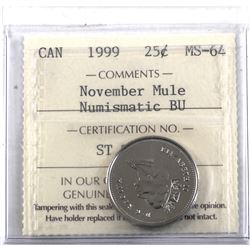 CAN 1999 25¢ MS-64
— COMMENTS —
November Mule
Numismatic BU
— CERTIFICATION NO. —
ST
IN OUR
GENUINE
Tampering with this seal
Have holder replaced if not intact.